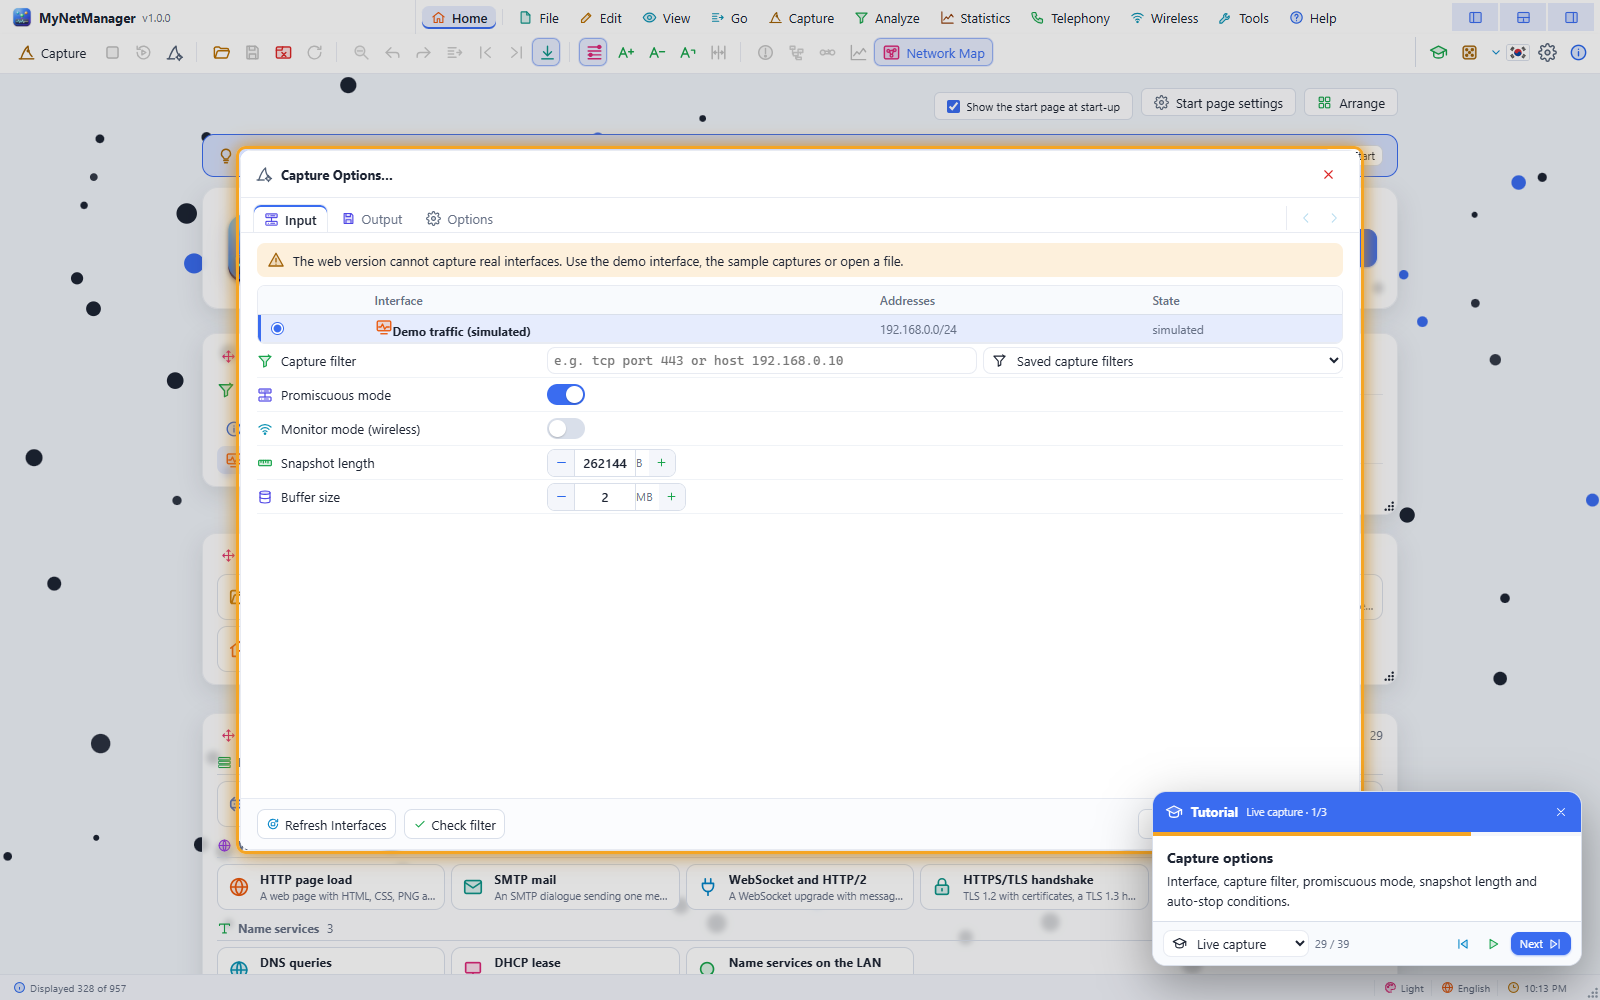 MyNetManager v1.0.0
Home File Edit View Go Capture Analyze Statistics Telephony Wireless Tools Help
Capture Network Map
Show the start page at start-up Start page settings Arrange
Capture Options...
Input Output Options
The web version cannot capture real interfaces. Use the demo interface, the sample captures or open a file.
Interface Addresses State
Demo traffic (simulated) 192.168.0.0/24 simulated
Capture filter e.g. tcp port 443 or host 192.168.0.10 Saved capture filters
Promiscuous mode
Monitor mode (wireless)
Snapshot length 262144 B
Buffer size 2 MB
29
Refresh Interfaces Check filter
Tutorial Live capture · 1/3
Capture options
Interface, capture filter, promiscuous mode, snapshot length and
auto-stop conditions.
Live capture 29 / 39 Next
HTTP page load SMTP mail WebSocket and HTTP/2 HTTPS/TLS handshake
A web page with HTML, CSS, PNG a... An SMTP dialogue sending one me... A WebSocket upgrade with messag... TLS 1.2 with certificates, a TLS 1.3 h...
Name services 3
DNS queries DHCP lease Name services on the LAN
Displayed 328 of 957 Light English 10:13 PM